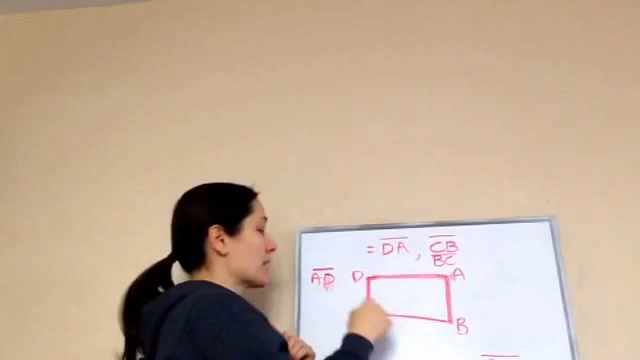 = DA, CB
BC
AD D A
B